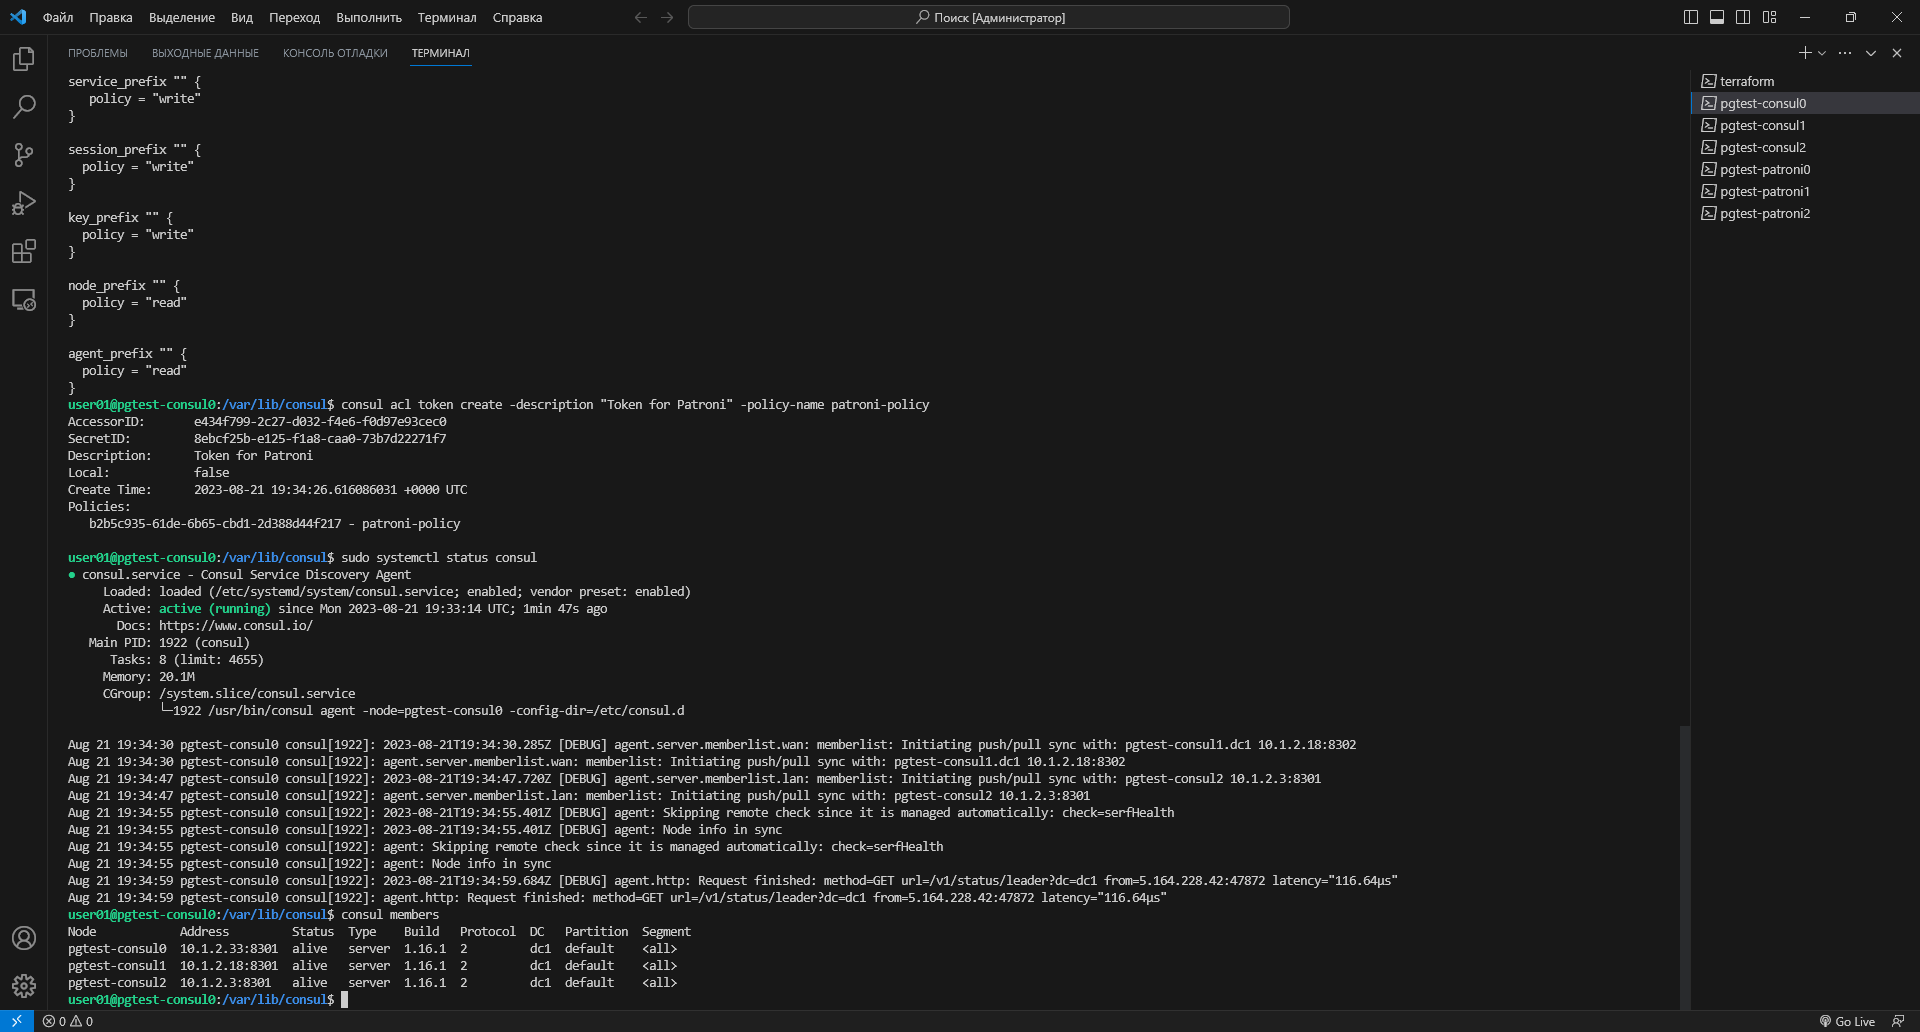 Файл Правка Выделение Вид Переход Выполнить Терминал Справка Поиск [Администратор]
ПРОБЛЕМЫ ВЫХОДНЫЕ ДАННЫЕ КОНСОЛЬ ОТЛАДКИ ТЕРМИНАЛ
service_prefix "" {
policy = "write"
}
session_prefix "" {
policy = "write"
}
key_prefix "" {
policy = "write"
}
node_prefix "" {
policy = "read"
}
agent_prefix "" {
policy = "read"
}
user01@pgtest-consul0:/var/lib/consul$ consul acl token create -description "Token for Patroni" -policy-name patroni-policy
AccessorID: e434f799-2c27-d032-f4e6-f0d97e93cec0
SecretID: 8ebcf25b-e125-f1a8-caa0-73b7d22271f7
Description: Token for Patroni
Local: false
Create Time: 2023-08-21 19:34:26.616086031 +0000 UTC
Policies:
b2b5c935-61de-6b65-cbd1-2d388d44f217 - patroni-policy
user01@pgtest-consul0:/var/lib/consul$ sudo systemctl status consul
● consul.service - Consul Service Discovery Agent
Loaded: loaded (/etc/systemd/system/consul.service; enabled; vendor preset: enabled)
Active: active (running) since Mon 2023-08-21 19:33:14 UTC; 1min 47s ago
Docs: https://www.consul.io/
Main PID: 1922 (consul)
Tasks: 8 (limit: 4655)
Memory: 20.1M
CGroup: /system.slice/consul.service
└─1922 /usr/bin/consul agent -node=pgtest-consul0 -config-dir=/etc/consul.d
Aug 21 19:34:30 pgtest-consul0 consul[1922]: 2023-08-21T19:34:30.285Z [DEBUG] agent.server.memberlist.wan: memberlist: Initiating push/pull sync with: pgtest-consul1.dc1 10.1.2.18:8302
Aug 21 19:34:30 pgtest-consul0 consul[1922]: agent.server.memberlist.wan: memberlist: Initiating push/pull sync with: pgtest-consul1.dc1 10.1.2.18:8302
Aug 21 19:34:47 pgtest-consul0 consul[1922]: 2023-08-21T19:34:47.720Z [DEBUG] agent.server.memberlist.lan: memberlist: Initiating push/pull sync with: pgtest-consul2 10.1.2.3:8301
Aug 21 19:34:47 pgtest-consul0 consul[1922]: agent.server.memberlist.lan: memberlist: Initiating push/pull sync with: pgtest-consul2 10.1.2.3:8301
Aug 21 19:34:55 pgtest-consul0 consul[1922]: 2023-08-21T19:34:55.401Z [DEBUG] agent: Skipping remote check since it is managed automatically: check=serfHealth
Aug 21 19:34:55 pgtest-consul0 consul[1922]: 2023-08-21T19:34:55.401Z [DEBUG] agent: Node info in sync
Aug 21 19:34:55 pgtest-consul0 consul[1922]: agent: Skipping remote check since it is managed automatically: check=serfHealth
Aug 21 19:34:55 pgtest-consul0 consul[1922]: agent: Node info in sync
Aug 21 19:34:59 pgtest-consul0 consul[1922]: 2023-08-21T19:34:59.684Z [DEBUG] agent.http: Request finished: method=GET url=/v1/status/leader?dc=dc1 from=5.164.228.42:47872 latency="116.64µs"
Aug 21 19:34:59 pgtest-consul0 consul[1922]: agent.http: Request finished: method=GET url=/v1/status/leader?dc=dc1 from=5.164.228.42:47872 latency="116.64µs"
user01@pgtest-consul0:/var/lib/consul$ consul members
Node Address Status Type Build Protocol DC Partition Segment
pgtest-consul0 10.1.2.33:8301 alive server 1.16.1 2 dc1 default <all>
pgtest-consul1 10.1.2.18:8301 alive server 1.16.1 2 dc1 default <all>
pgtest-consul2 10.1.2.3:8301 alive server 1.16.1 2 dc1 default <all>
user01@pgtest-consul0:/var/lib/consul$
terraform
pgtest-consul0
pgtest-consul1
pgtest-consul2
pgtest-patroni0
pgtest-patroni1
pgtest-patroni2
0 0 Go Live